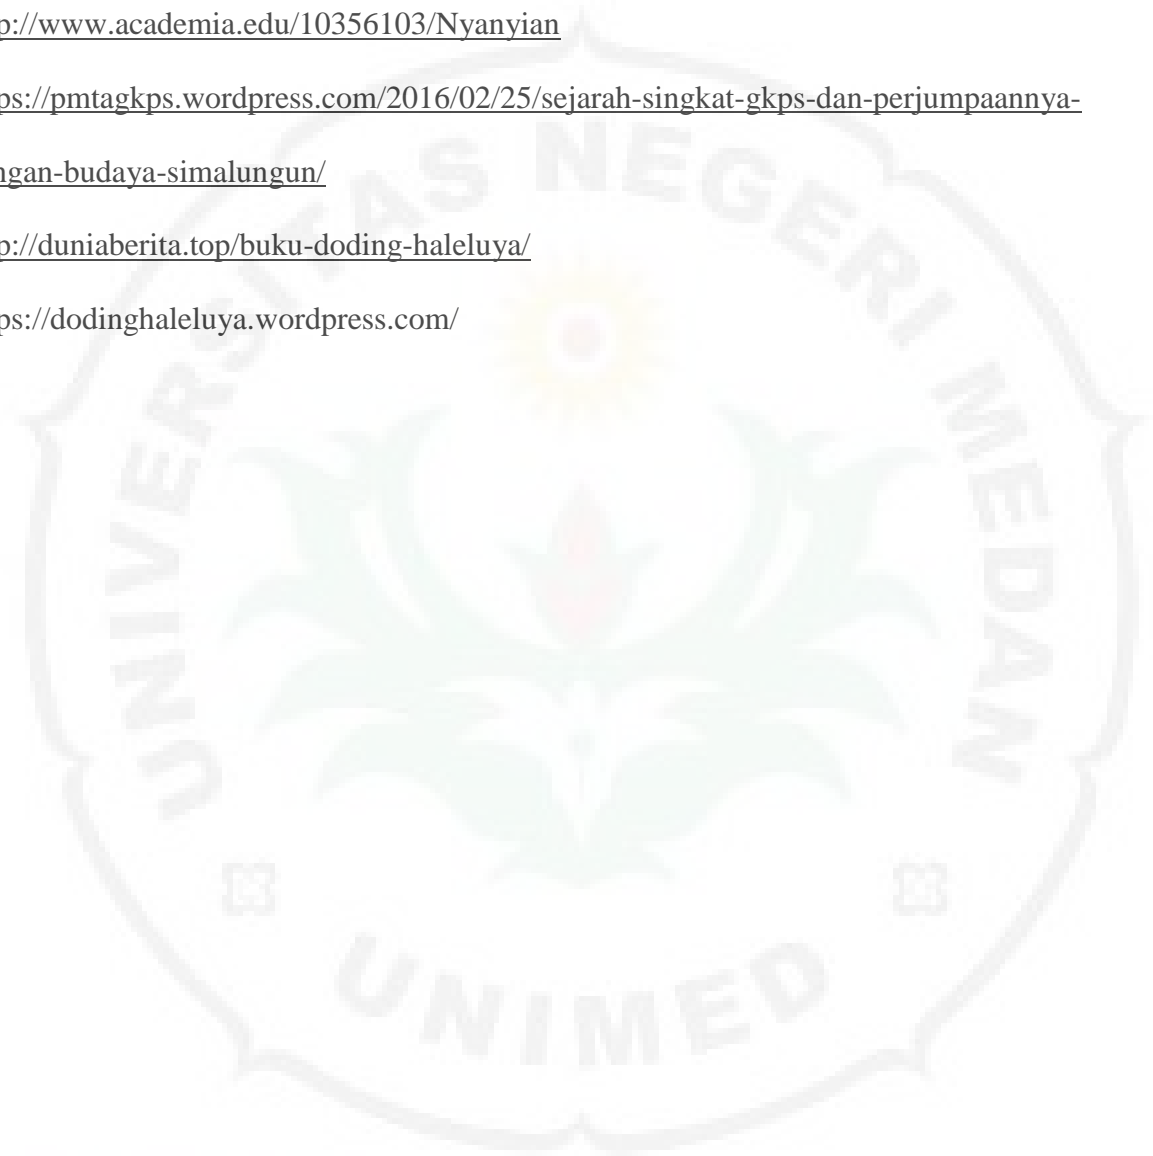 p://www.academia.edu/10356103/Nyanyian
ps://pmtagkps.wordpress.com/2016/02/25/sejarah-singkat-gkps-dan-perjumpaannya-
ngan-budaya-simalungun/
p://duniaberita.top/buku-doding-haleluya/
ps://dodinghaleluya.wordpress.com/
UNIVERSITAS NEGERI MEDAN
UNIMED